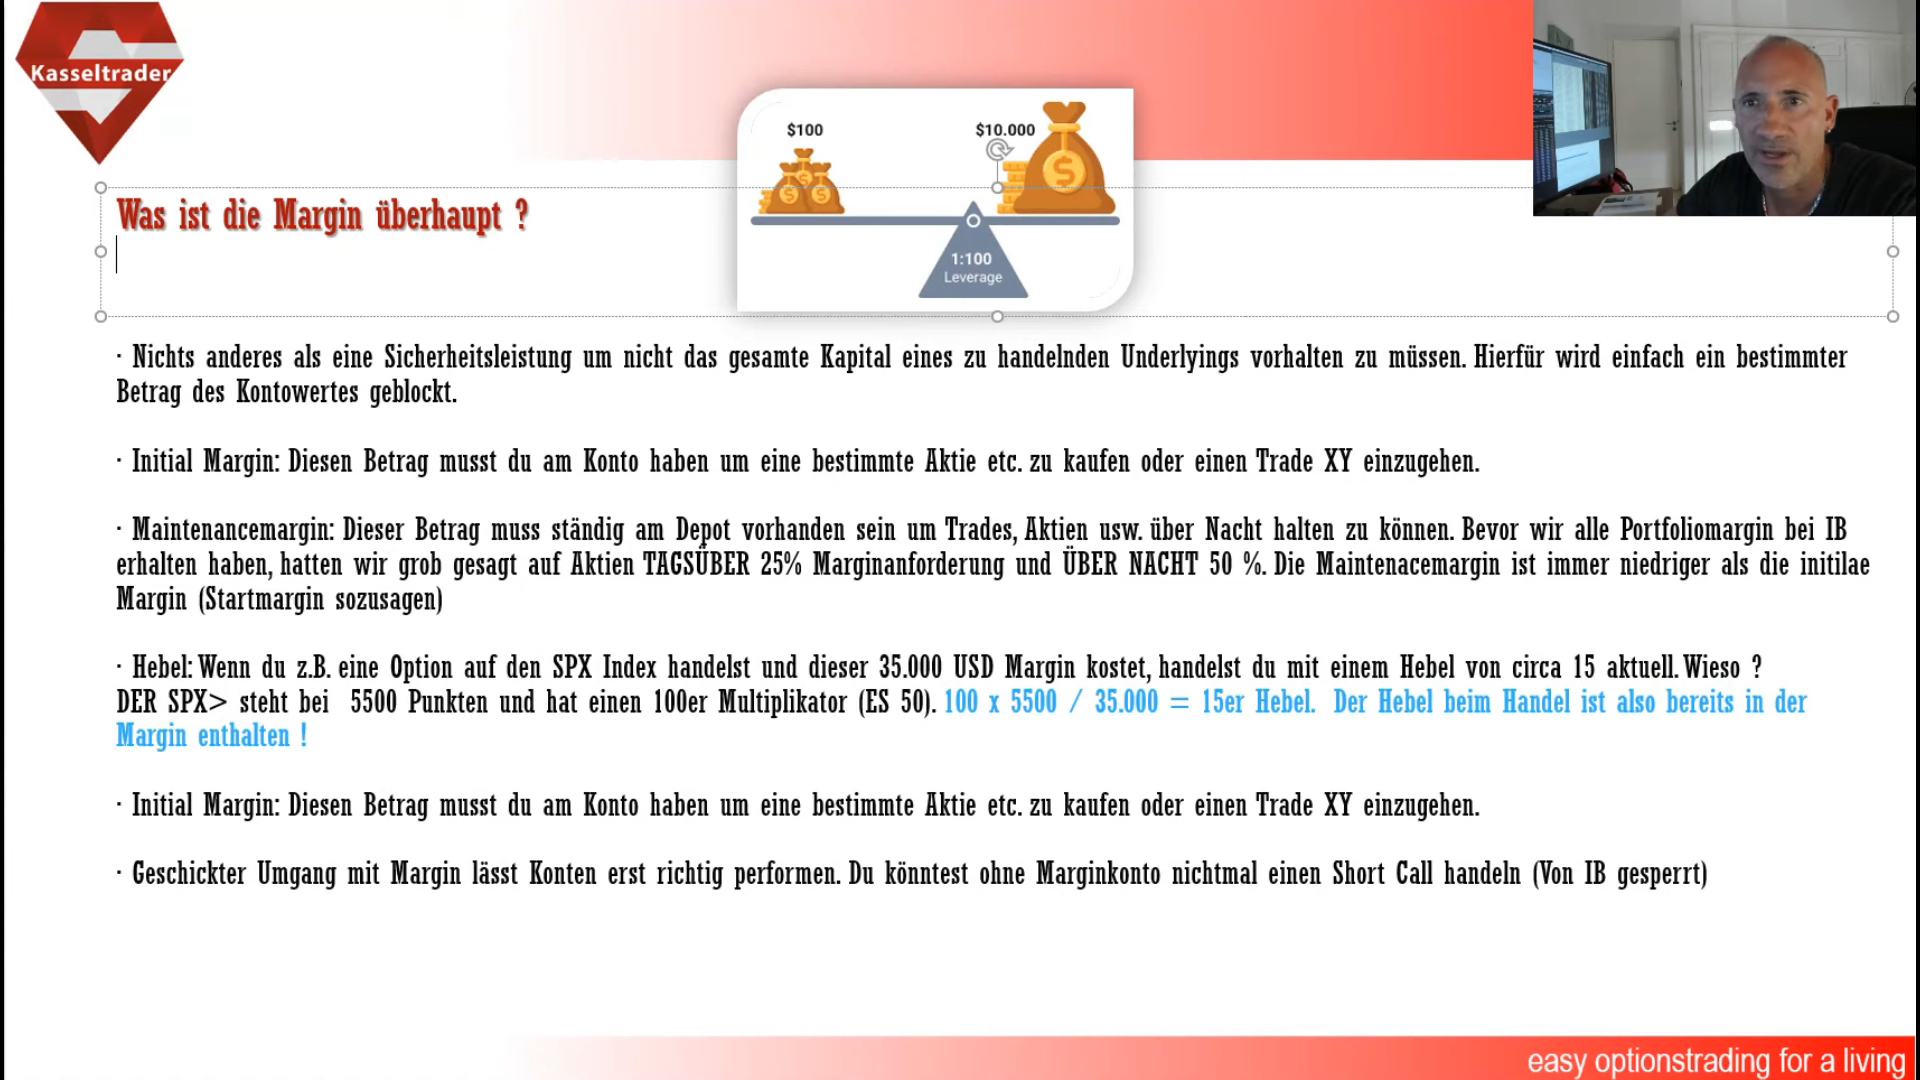 Kasseltrader
$100
$10.000
Was ist die Margin überhaupt ?
1:100
Leverage
· Nichts anderes als eine Sicherheitsleistung um nicht das gesamte Kapital eines zu handelnden Underlyings vorhalten zu müssen. Hierfür wird einfach ein bestimmter
Betrag des Kontowertes geblockt.
· Initial Margin: Diesen Betrag musst du am Konto haben um eine bestimmte Aktie etc. zu kaufen oder einen Trade XY einzugehen.
· Maintenancemargin: Dieser Betrag muss ständig am Depot vorhanden sein um Trades, Aktien usw. über Nacht halten zu können. Bevor wir alle Portfoliomargin bei IB
erhalten haben, hatten wir grob gesagt auf Aktien TAGSÜBER 25% Marginanforderung und ÜBER NACHT 50 %. Die Maintenacemargin ist immer niedriger als die initilae
Margin (Startmargin sozusagen)
· Hebel: Wenn du z.B. eine Option auf den SPX Index handelst und dieser 35.000 USD Margin kostet, handelst du mit einem Hebel von circa 15 aktuell. Wieso ?
DER SPX> steht bei 5500 Punkten und hat einen 100er Multiplikator (ES 50). 100 x 5500 / 35.000 = 15er Hebel. Der Hebel beim Handel ist also bereits in der
Margin enthalten !
· Initial Margin: Diesen Betrag musst du am Konto haben um eine bestimmte Aktie etc. zu kaufen oder einen Trade XY einzugehen.
· Geschickter Umgang mit Margin lässt Konten erst richtig performen. Du könntest ohne Marginkonto nichtmal einen Short Call handeln (Von IB gesperrt)
easy optionstrading for a living